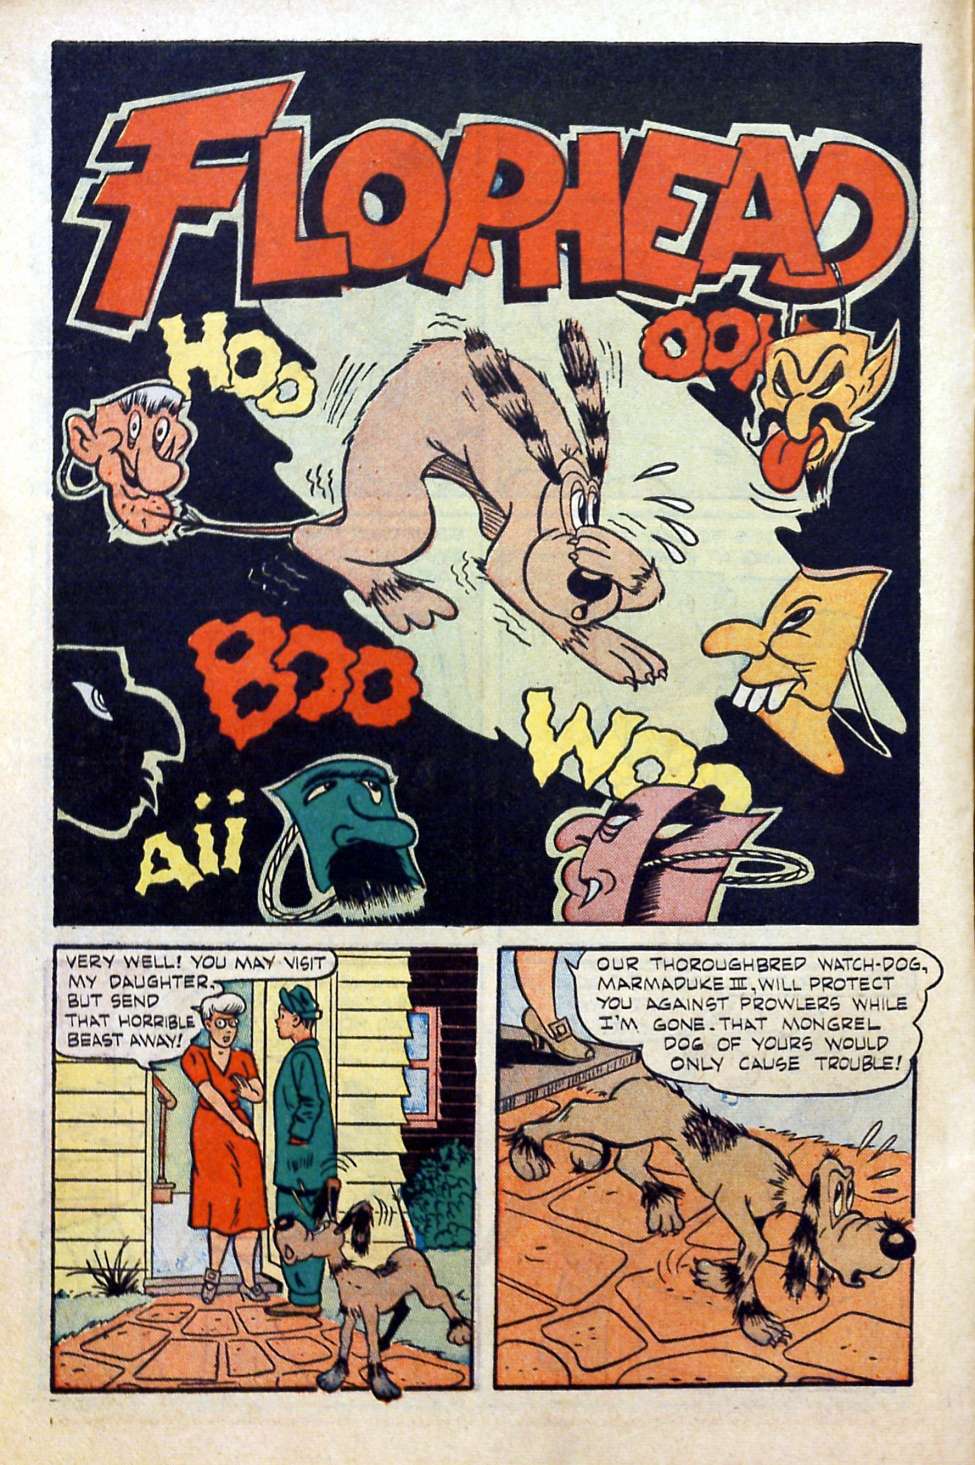 FLOPHEAD
HOO
OOH
BOO
WOO
AII
VERY WELL! YOU MAY VISIT
MY DAUGHTER,
BUT SEND
THAT HORRIBLE
BEAST AWAY!
OUR THOROUGHBRED WATCH-DOG,
MARMADUKE III, WILL PROTECT
YOU AGAINST PROWLERS WHILE
I'M GONE. THAT MONGREL
DOG OF YOURS WOULD
ONLY CAUSE TROUBLE!